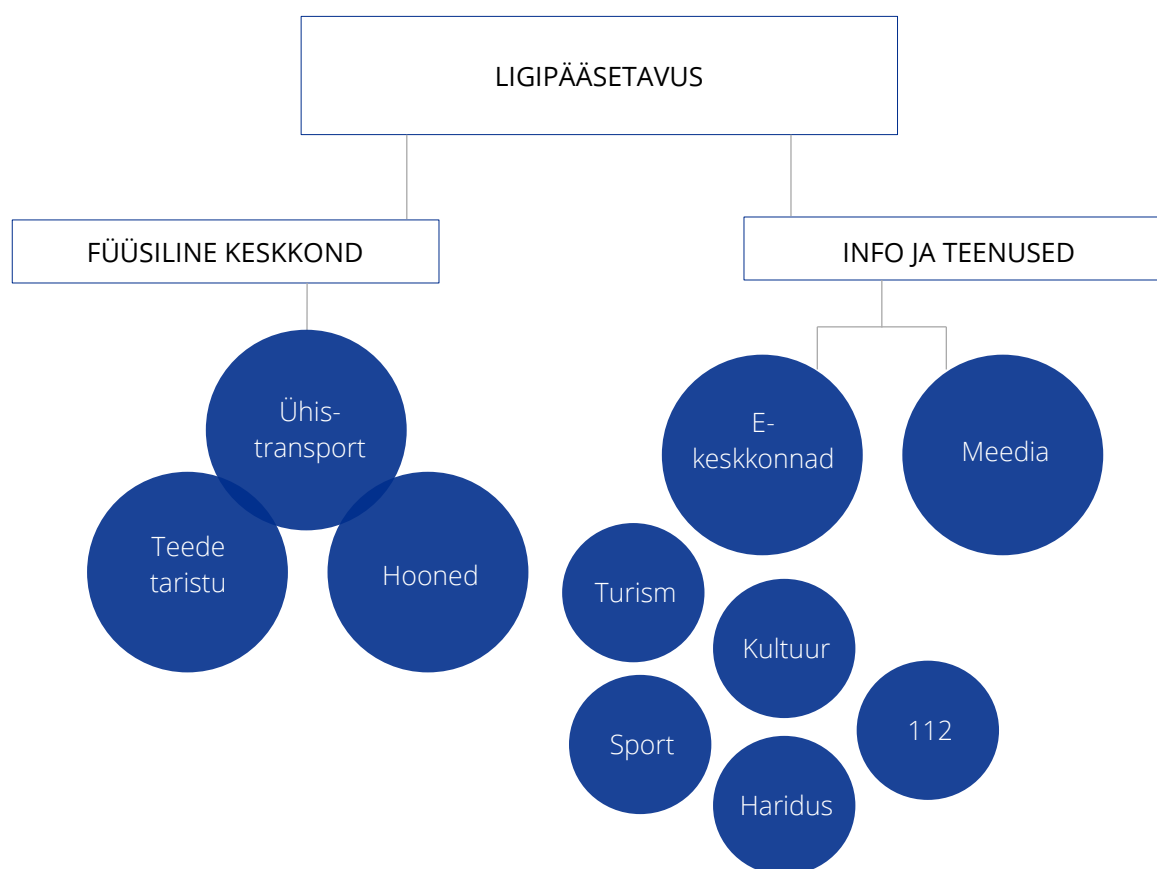 LIGIPÄÄSETAVUS
FÜÜSILINE KESKKOND
INFO JA TEENUSED
Ühis-
transport
Teede
taristu
Hooned
E-
keskkonnad
Meedia
Turism
Kultuur
Sport
112
Haridus